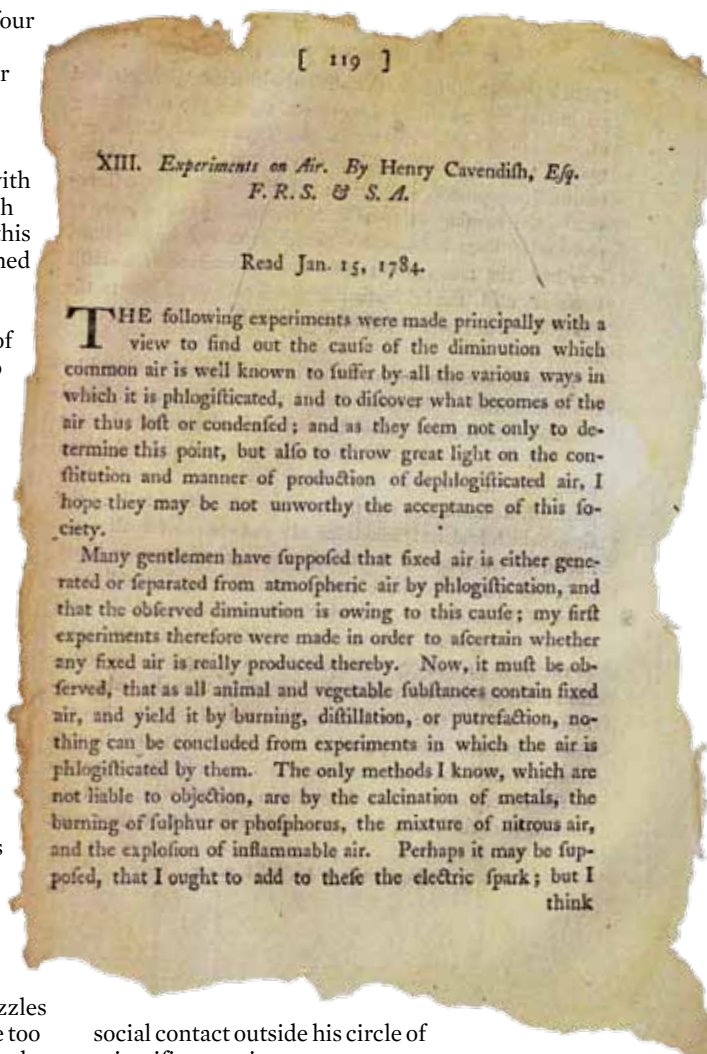 our
r
ith
h
this
ned
of
s
zzles
e too
[ 119 ]
XIII. Experiments on Air. By Henry Cavendiſh, Eſq.
F. R. S. & S. A.
Read Jan. 15, 1784.
THE following experiments were made principally with a
view to find out the cauſe of the diminution which
common air is well known to ſuffer by all the various ways in
which it is phlogiſticated, and to diſcover what becomes of the
air thus loſt or condenſed; and as they ſeem not only to de-
termine this point, but alſo to throw great light on the con-
ſtitution and manner of production of dephlogiſticated air, I
hope they may be not unworthy the acceptance of this ſo-
ciety.
Many gentlemen have ſuppoſed that fixed air is either gene-
rated or ſeparated from atmoſpheric air by phlogiſtication, and
that the obſerved diminution is owing to this cauſe; my firſt
experiments therefore were made in order to aſcertain whether
any fixed air is really produced thereby. Now, it muſt be ob-
ſerved, that as all animal and vegetable ſubſtances contain fixed
air, and yield it by burning, diſtillation, or putrefaction, no-
thing can be concluded from experiments in which the air is
phlogiſticated by them. The only methods I know, which are
not liable to objection, are by the calcination of metals, the
burning of ſulphur or phoſphorus, the mixture of nitrous air,
and the exploſion of inflammable air. Perhaps it may be ſup-
poſed, that I ought to add to theſe the electric ſpark; but I
think
social contact outside his circle of